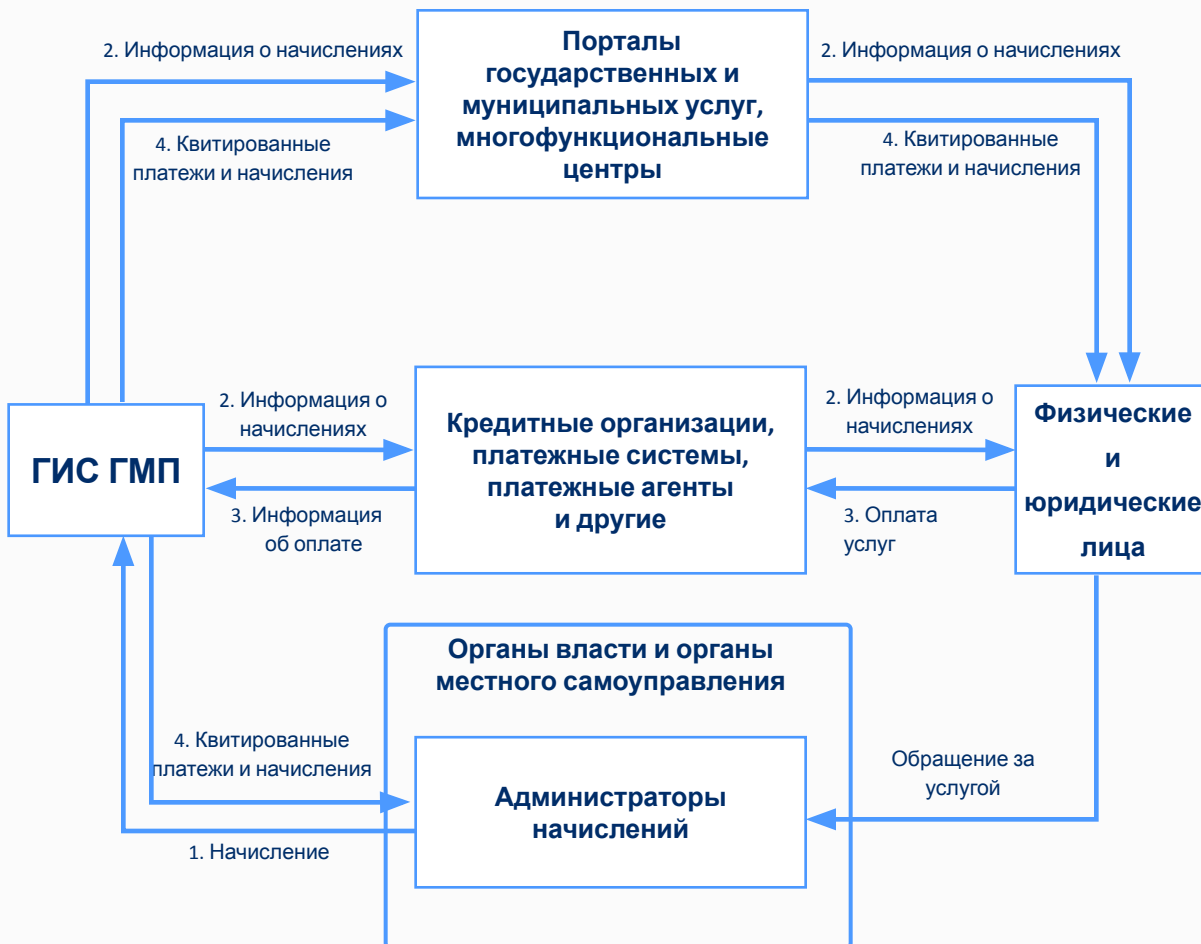 2. Информация о начислениях
4. Квитированные
платежи и начисления
Порталы
государственных и
муниципальных услуг,
многофункциональные
центры
2. Информация о начислениях
4. Квитированные
платежи и начисления
ГИС ГМП
2. Информация о
начислениях
3. Информация
об оплате
Кредитные организации,
платежные системы,
платежные агенты
и другие
2. Информация о
начислениях
3. Оплата
услуг
Физические
и
юридические
лица
Органы власти и органы
местного самоуправления
4. Квитированные
платежи и начисления
1. Начисление
Администраторы
начислений
Обращение за
услугой